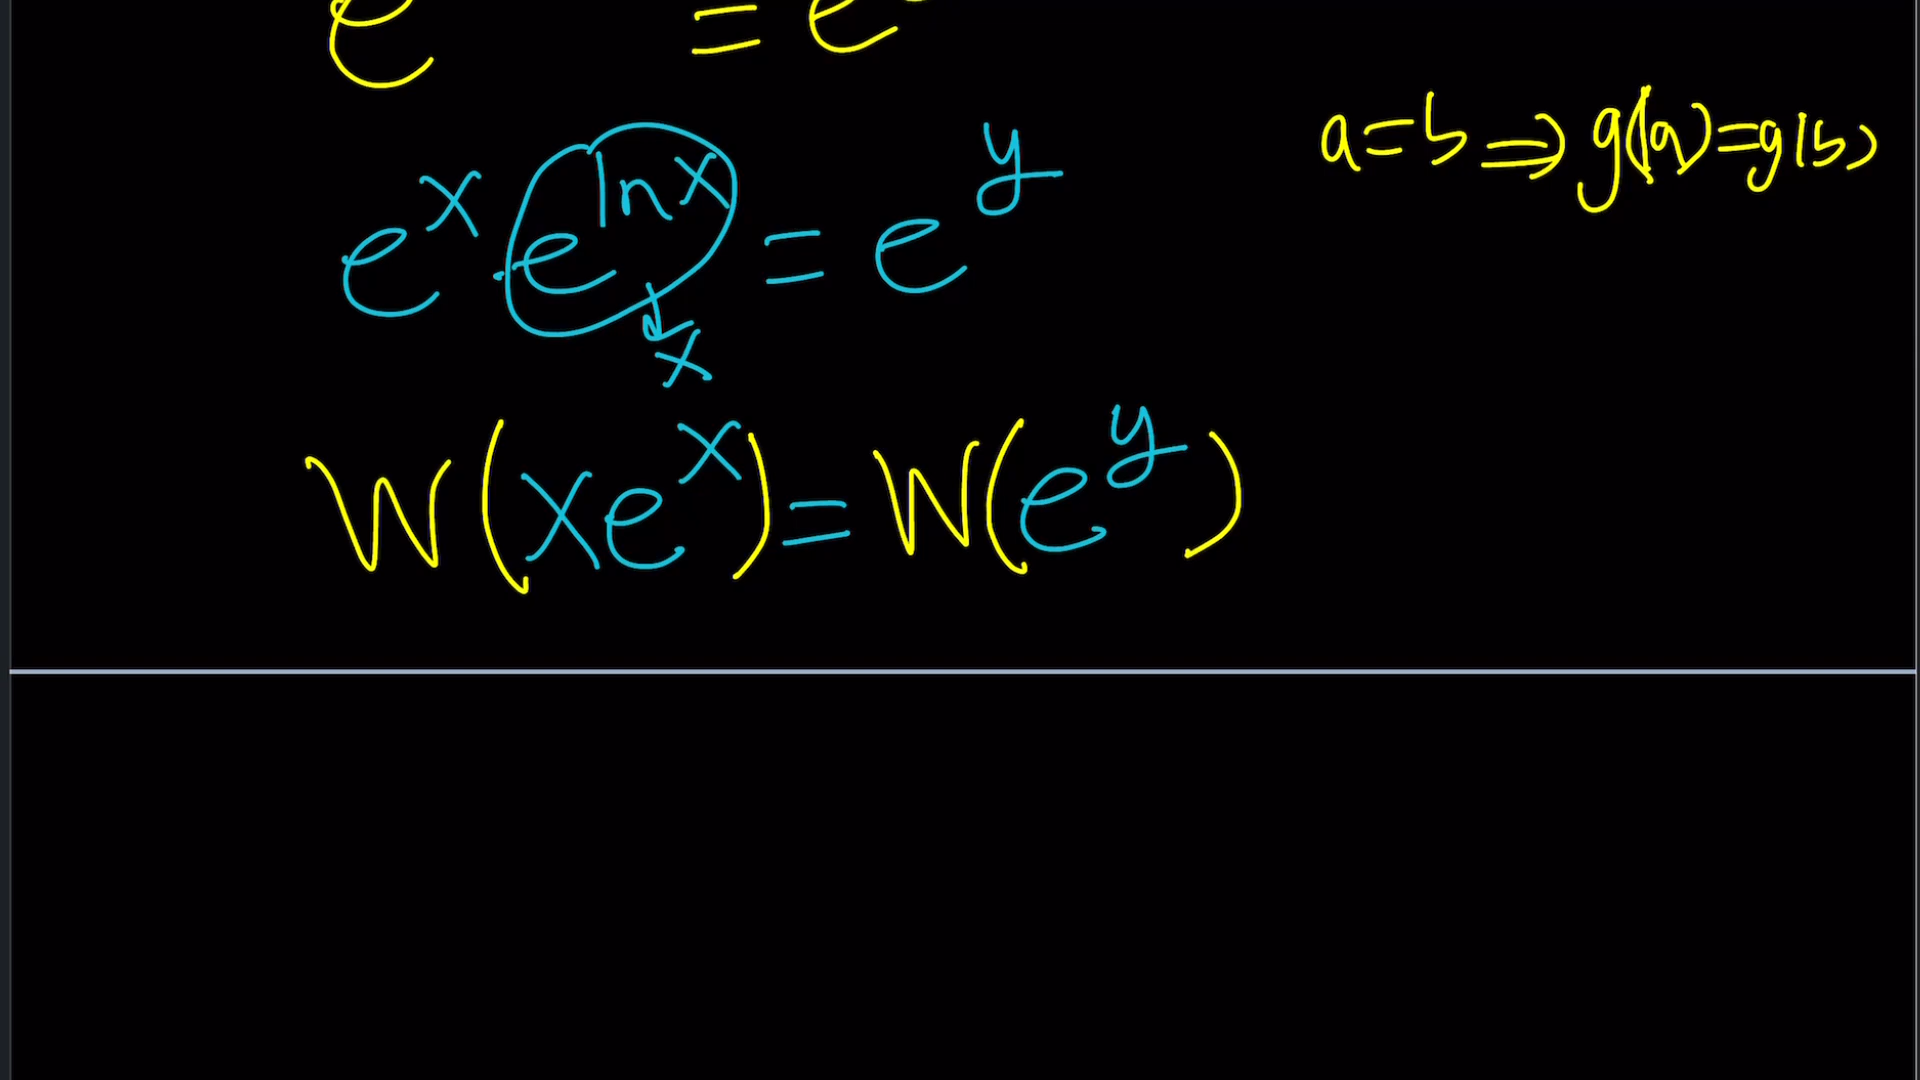 e = e
a=b ⇒ g(a)=g(b)
e^x · e^{ln x} = e^y
x
W(xe^x) = W(e^y)